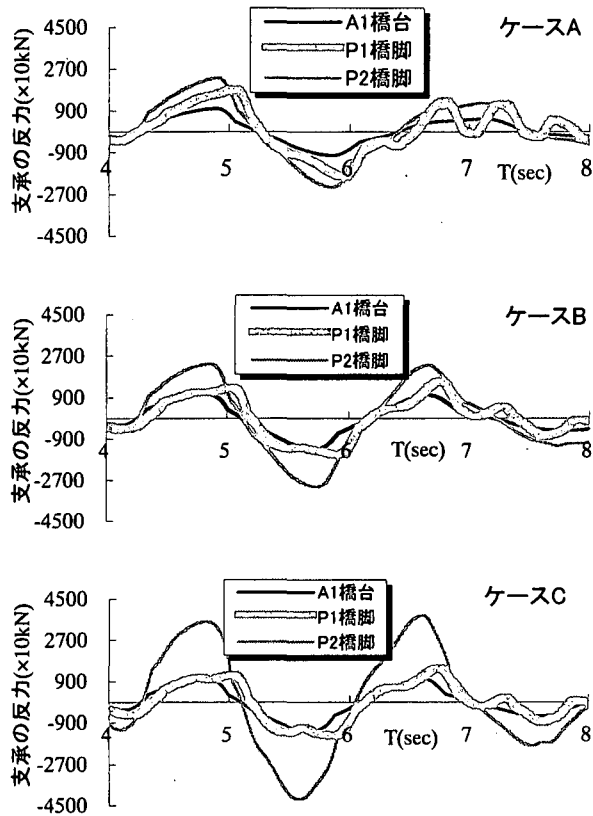 ケースA
A1橋台
P1橋脚
P2橋脚
支承の反力(×10kN)
4500
2700
900
-900
-2700
-4500
4
5
6
7
8
T(sec)
ケースB
A1橋台
P1橋脚
P2橋脚
支承の反力(×10kN)
4500
2700
900
-900
-2700
-4500
4
5
6
7
8
T(sec)
ケースC
A1橋台
P1橋脚
P2橋脚
支承の反力(×10kN)
4500
2700
900
-900
-2700
-4500
4
5
6
7
8
T(sec)